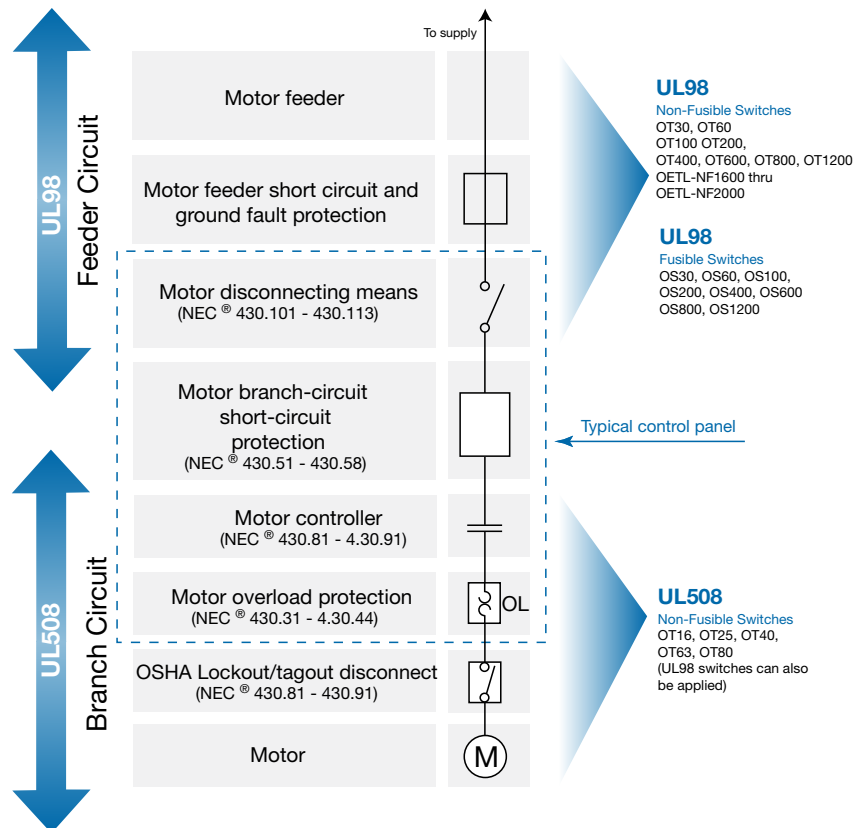 To supply
Motor feeder
Motor feeder short circuit and
ground fault protection
Motor disconnecting means
(NEC ® 430.101 - 430.113)
Motor branch-circuit
short-circuit
protection
(NEC ® 430.51 - 430.58)
Motor controller
(NEC ® 430.81 - 4.30.91)
Motor overload protection
(NEC ® 430.31 - 4.30.44)
OL
OSHA Lockout/tagout disconnect
(NEC ® 430.81 - 430.91)
Motor
M
UL98
Feeder Circuit
UL508
Branch Circuit
UL98
Non-Fusible Switches
OT30, OT60
OT100 OT200,
OT400, OT600, OT800, OT1200
OETL-NF1600 thru
OETL-NF2000
UL98
Fusible Switches
OS30, OS60, OS100,
OS200, OS400, OS600
OS800, OS1200
Typical control panel
UL508
Non-Fusible Switches
OT16, OT25, OT40,
OT63, OT80
(UL98 switches can also
be applied)